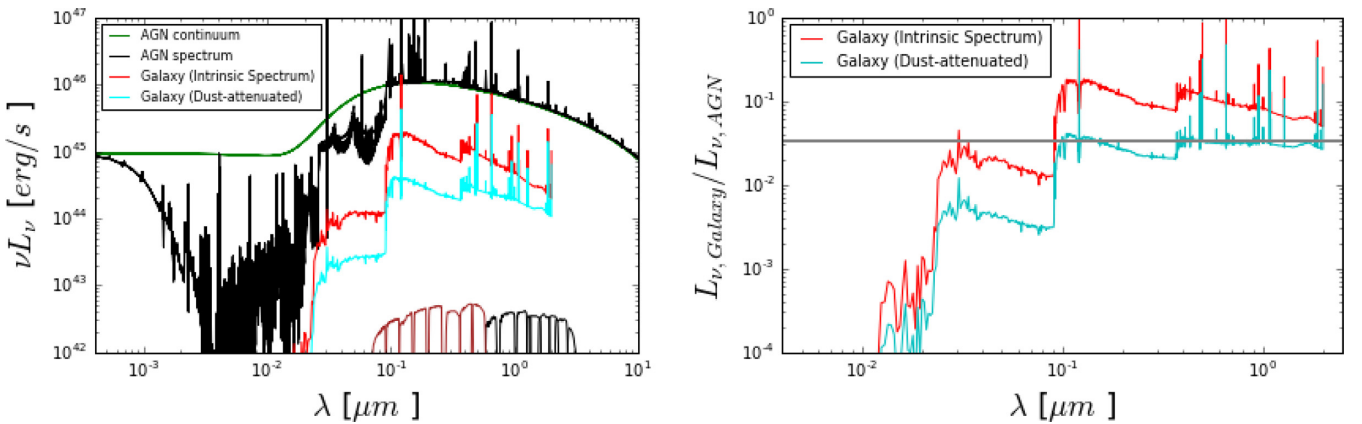 10^47
10^46
10^45
10^44
10^43
10^42
νL_ν [erg/s]
AGN continuum
AGN spectrum
Galaxy (Intrinsic Spectrum)
Galaxy (Dust-attenuated)
10^-3 10^-2 10^-1 10^0 10^1
λ [μm ]
10^0
10^-1
10^-2
10^-3
10^-4
L_ν,Galaxy/L_ν,AGN
Galaxy (Intrinsic Spectrum)
Galaxy (Dust-attenuated)
10^-2 10^-1 10^0
λ [μm ]